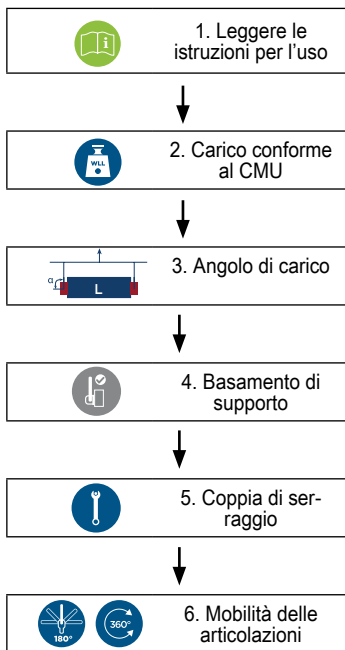 i
1. Leggere le
istruzioni per l'uso
WLL
2. Carico conforme
al CMU
3. Angolo di carico
α
L
4. Basamento di
supporto
5. Coppia di ser-
raggio
180°
360°
6. Mobilità delle
articolazioni